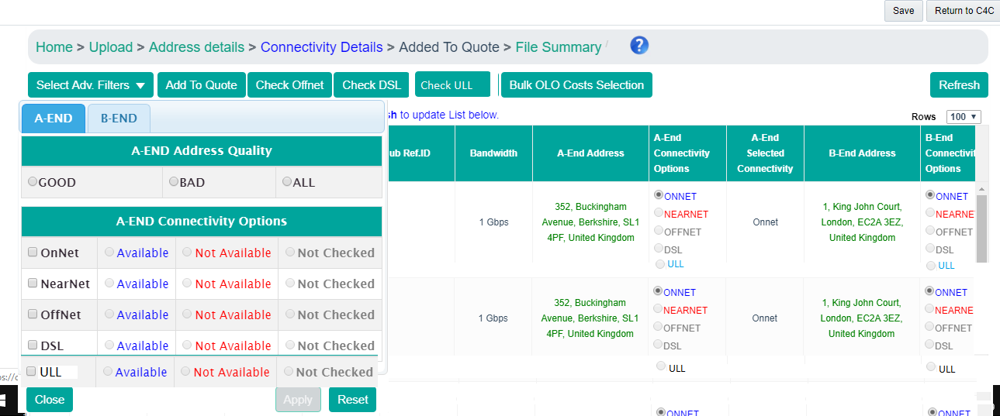 Save Return to C4C
Home > Upload > Address details > Connectivity Details > Added To Quote > File Summary / ?
Select Adv. Filters ▼ Add To Quote Check Offnet Check DSL Check ULL Bulk OLO Costs Selection Refresh
A-END B-END
sh to update List below.
Rows 100 ▼
A-END Address Quality
GOOD BAD ALL
A-END Connectivity Options
OnNet Available Not Available Not Checked
NearNet Available Not Available Not Checked
OffNet Available Not Available Not Checked
DSL Available Not Available Not Checked
ULL Available Not Available Not Checked
Close Apply Reset
ub Ref.ID
Bandwidth
A-End Address
A-End
Connectivity
Options
A-End
Selected
Connectivity
B-End Address
B-End
Connectivit
Options
1 Gbps
352, Buckingham
Avenue, Berkshire, SL1
4PF, United Kingdom
ONNET
NEARNET
OFFNET
DSL
ULL
Onnet
1, King John Court,
London, EC2A 3EZ,
United Kingdom
ONNET
NEARNE
OFFNET
DSL
ULL
1 Gbps
352, Buckingham
Avenue, Berkshire, SL1
4PF, United Kingdom
ONNET
NEARNET
OFFNET
DSL
ULL
Onnet
1, King John Court,
London, EC2A 3EZ,
United Kingdom
ONNET
NEARNE
OFFNET
DSL
ULL
ONNET
ONNET